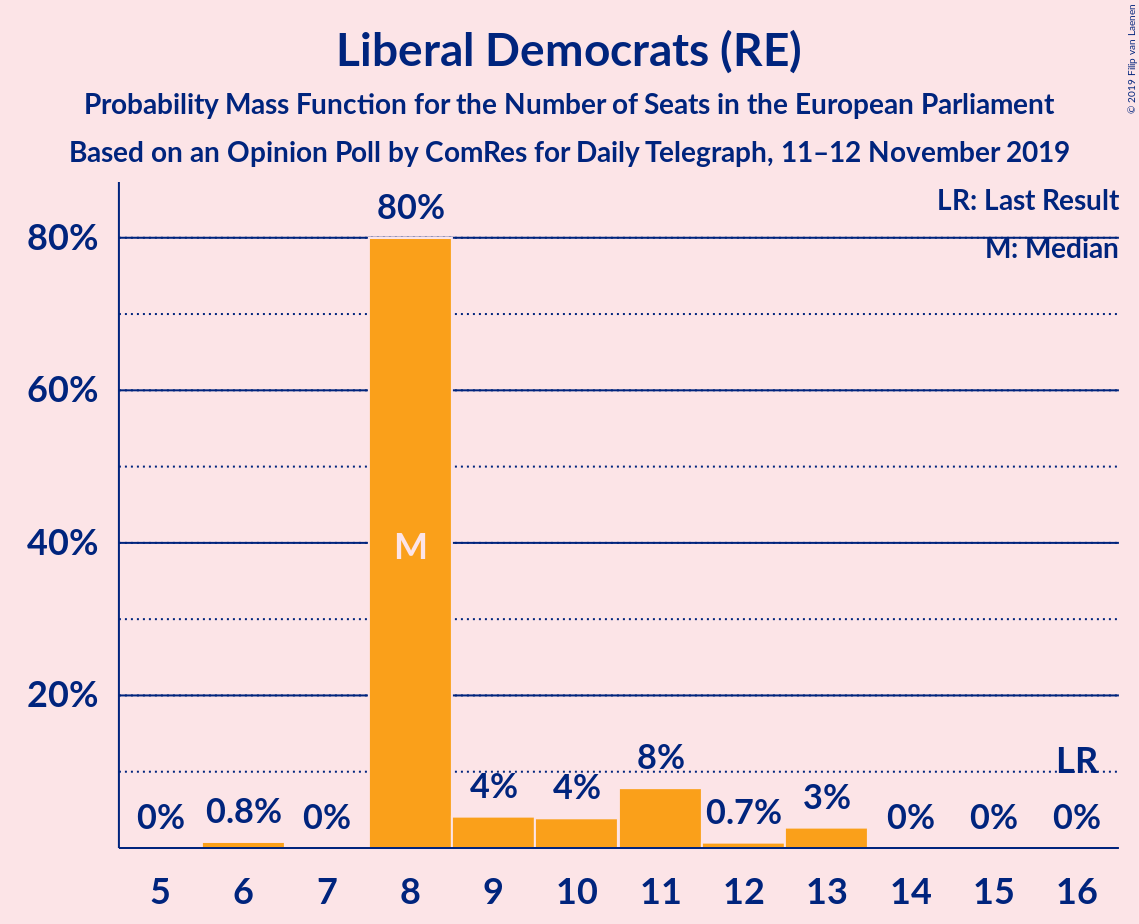 Liberal Democrats (RE)
Probability Mass Function for the Number of Seats in the European Parliament
Based on an Opinion Poll by ComRes for Daily Telegraph, 11–12 November 2019
© 2019 Filip van Laenen
LR: Last Result
M: Median
80%
60%
40%
20%
0%
0.8%
0%
80%
M
4%
4%
8%
0.7%
3%
0%
0%
LR
0%
5 6 7 8 9 10 11 12 13 14 15 16